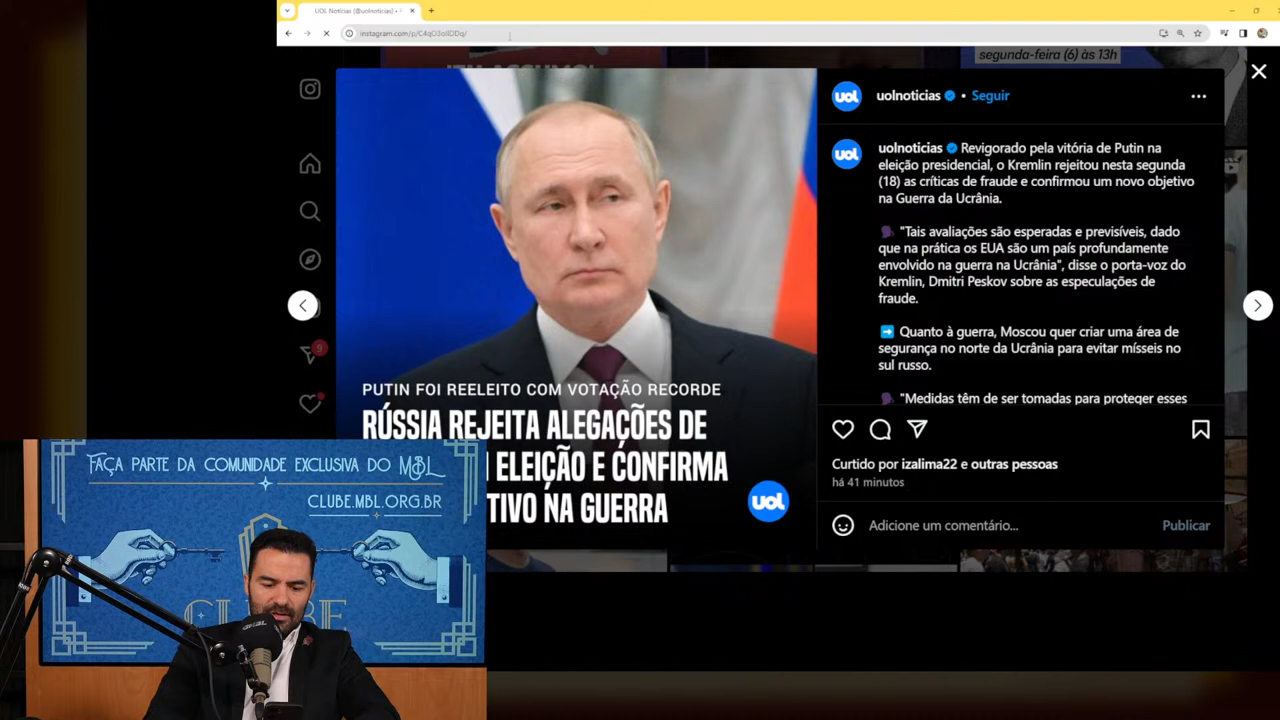 UOL Notícias (@uolnoticias) •
instagram.com/p/C4qO3oIlDDq/
segunda-feira (6) às 13h
uol
uolnoticias • Seguir
uol
uolnoticias Revigorado pela vitória de Putin na
eleição presidencial, o Kremlin rejeitou nesta segunda
(18) as críticas de fraude e confirmou um novo objetivo
na Guerra da Ucrânia.
"Tais avaliações são esperadas e previsíveis, dado
que na prática os EUA são um país profundamente
envolvido na guerra na Ucrânia", disse o porta-voz do
Kremlin, Dmitri Peskov sobre as especulações de
fraude.
Quanto à guerra, Moscou quer criar uma área de
segurança no norte da Ucrânia para evitar mísseis no
sul russo.
"Medidas têm de ser tomadas para proteger esses
9
PUTIN FOI REELEITO COM VOTAÇÃO RECORDE
RÚSSIA REJEITA ALEGAÇÕES DE
ELEIÇÃO E CONFIRMA
TIVO NA GUERRA
uol
Curtido por izalima22 e outras pessoas
há 41 minutos
Adicione um comentário...
Publicar
FAÇA PARTE DA COMUNIDADE EXCLUSIVA DO MBL
CLUBE.MBL.ORG.BR
CLUBE